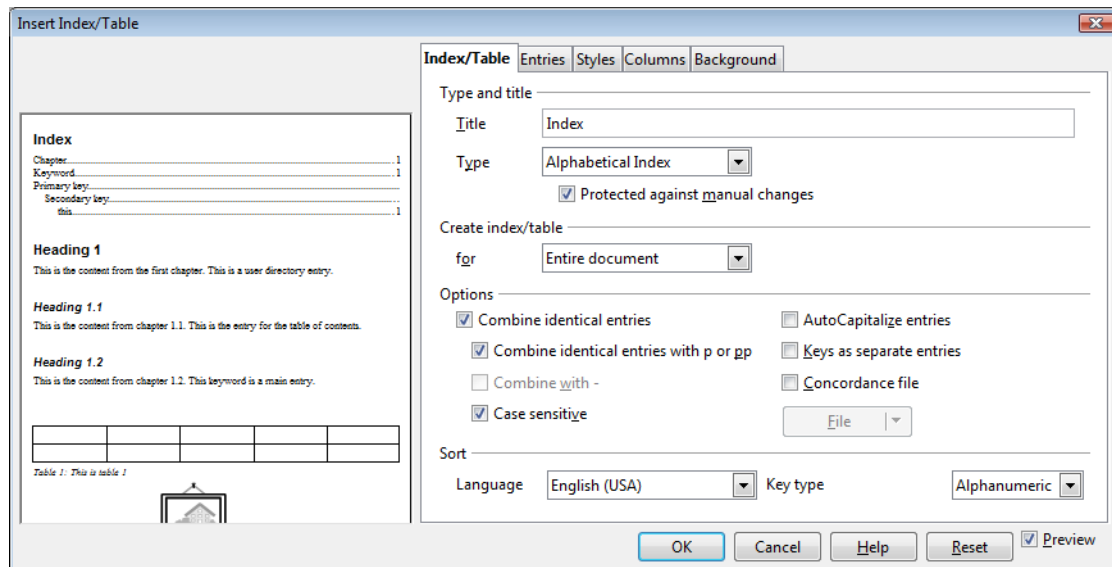 Insert Index/Table
Index
Chapter 1
Keyword 1
Primary key
Secondary key
this 1
Heading 1
This is the content from the first chapter. This is a user directory entry.
Heading 1.1
This is the content from chapter 1.1. This is the entry for the table of contents.
Heading 1.2
This is the content from chapter 1.2. This keyword is a main entry.
Table 1: This is table 1
Index/Table Entries Styles Columns Background
Type and title
Title Index
Type Alphabetical Index
Protected against manual changes
Create index/table
for Entire document
Options
Combine identical entries AutoCapitalize entries
Combine identical entries with p or pp Keys as separate entries
Combine with - Concordance file
Case sensitive File
Sort
Language English (USA) Key type Alphanumeric
OK Cancel Help Reset Preview